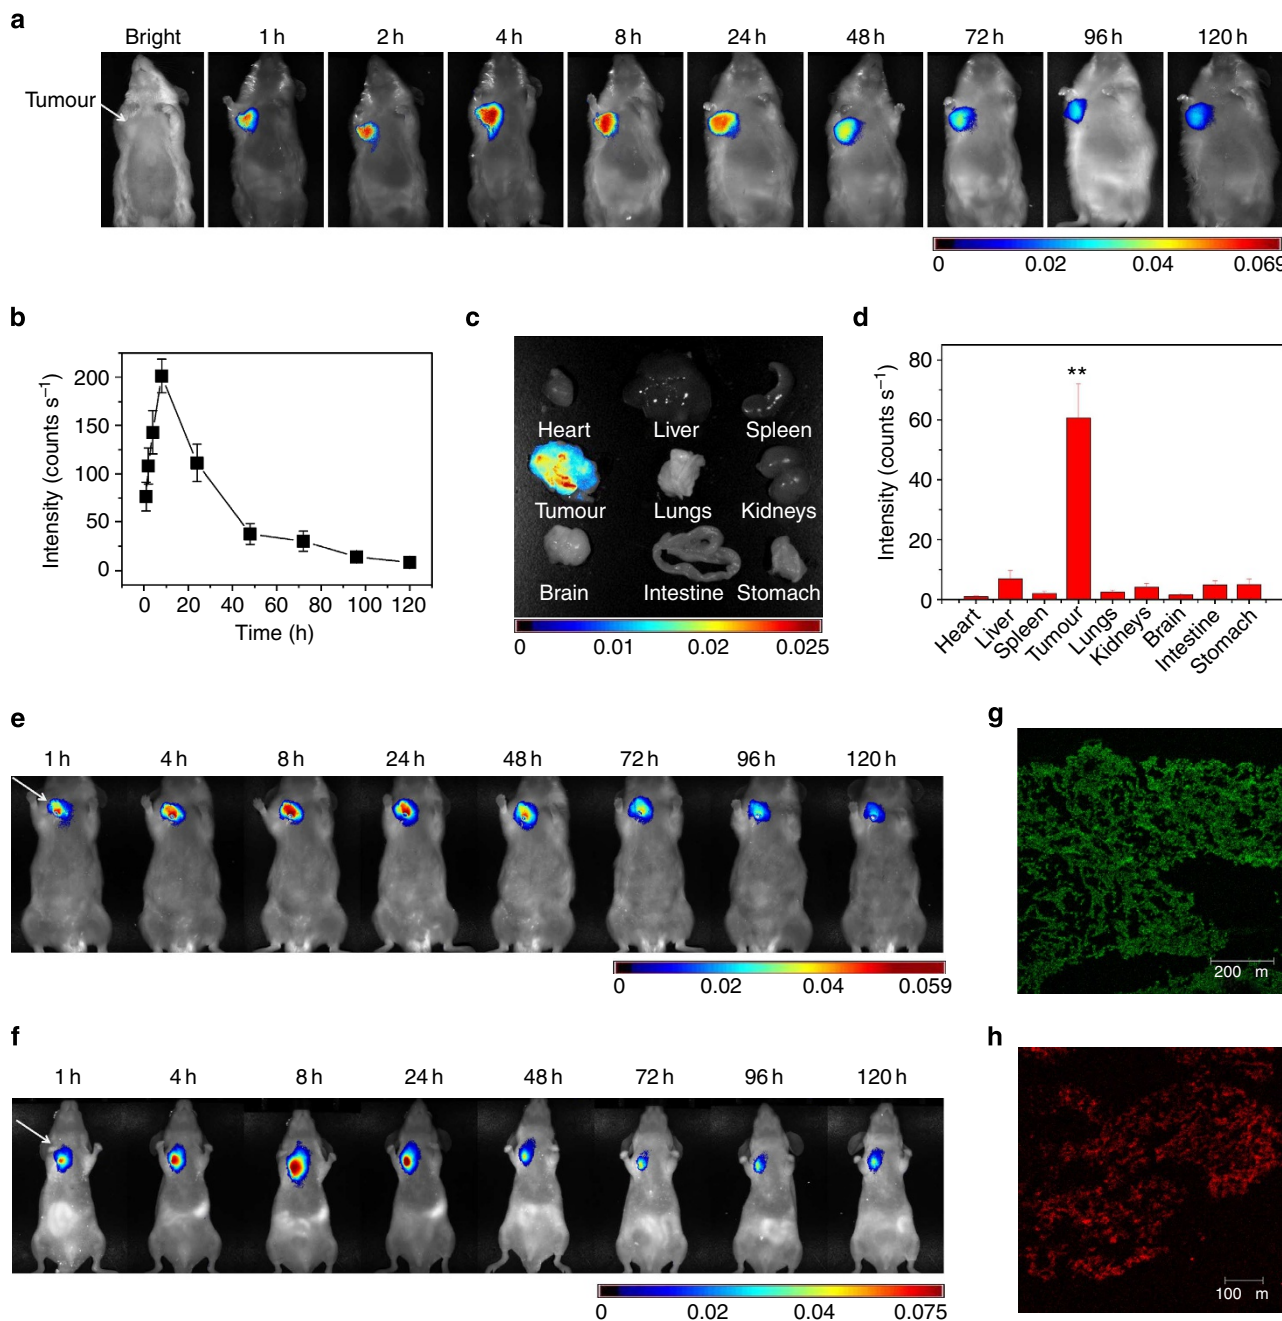 a
Bright 1 h 2 h 4 h 8 h 24 h 48 h 72 h 96 h 120 h
Tumour
0 0.02 0.04 0.069
b
Intensity (counts s⁻¹)
200
150
100
50
0
0 20 40 60 80 100 120
Time (h)
c
Heart Liver Spleen
Tumour Lungs Kidneys
Brain Intestine Stomach
0 0.01 0.02 0.025
d
Intensity (counts s⁻¹)
80
60
40
20
0
**
Heart Liver Spleen Tumour Lungs Kidneys Brain Intestine Stomach
e
1 h 4 h 8 h 24 h 48 h 72 h 96 h 120 h
0 0.02 0.04 0.059
g
200 m
f
1 h 4 h 8 h 24 h 48 h 72 h 96 h 120 h
0 0.02 0.04 0.075
h
100 m